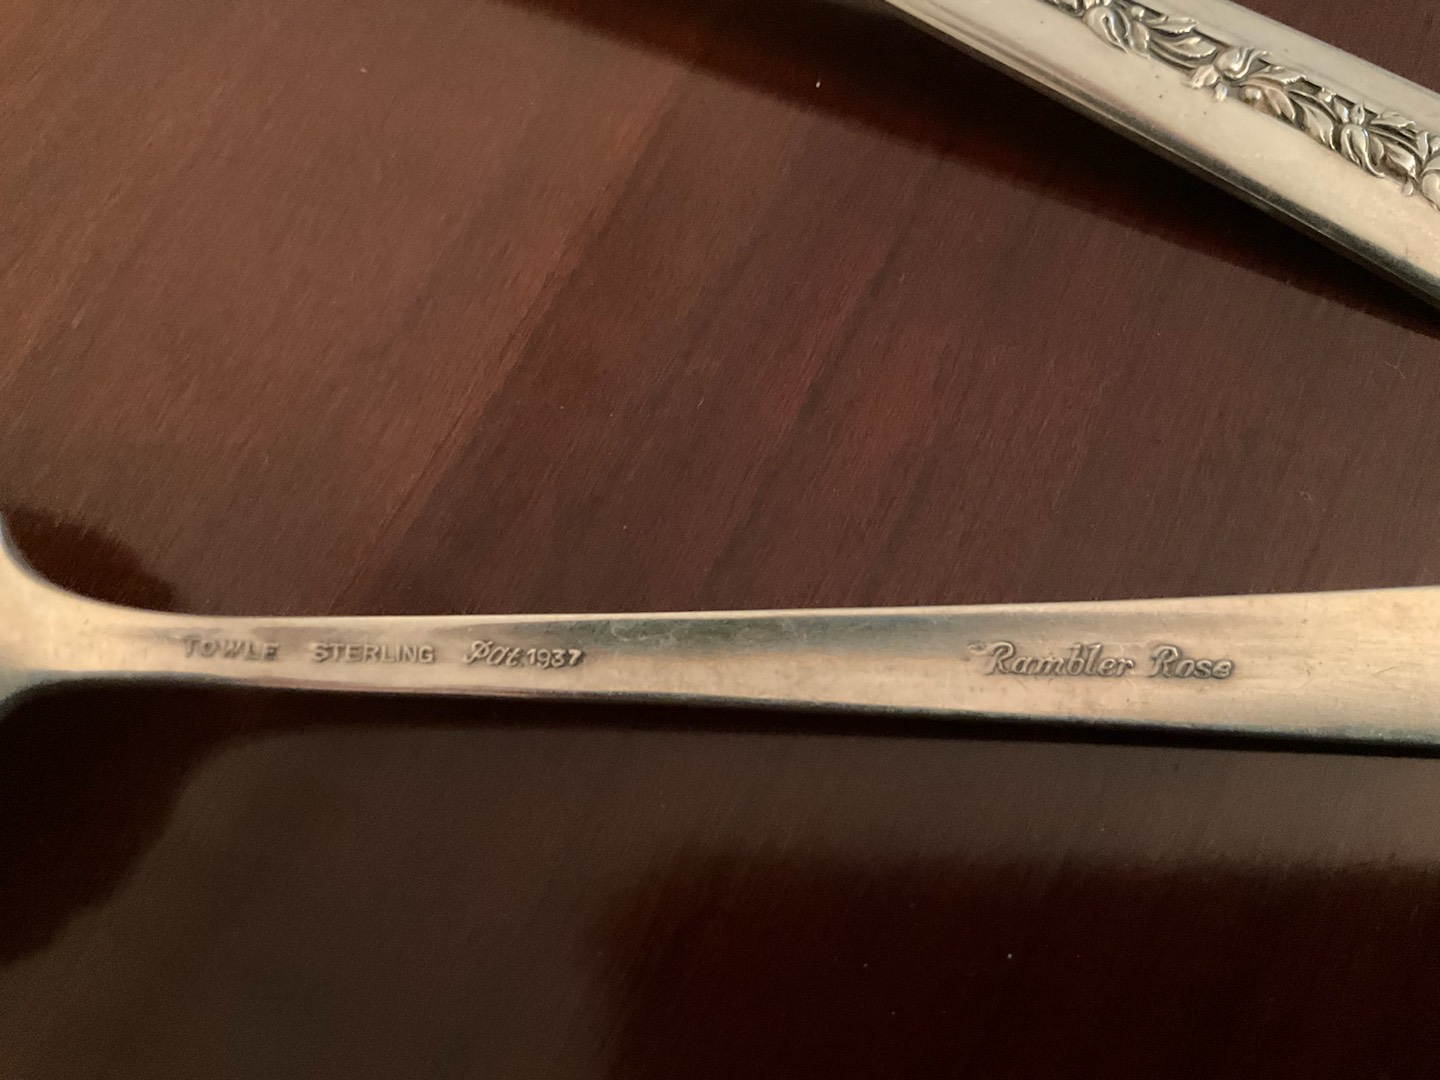 TOWLE STERLING Pat. 1937 Rambler Rose